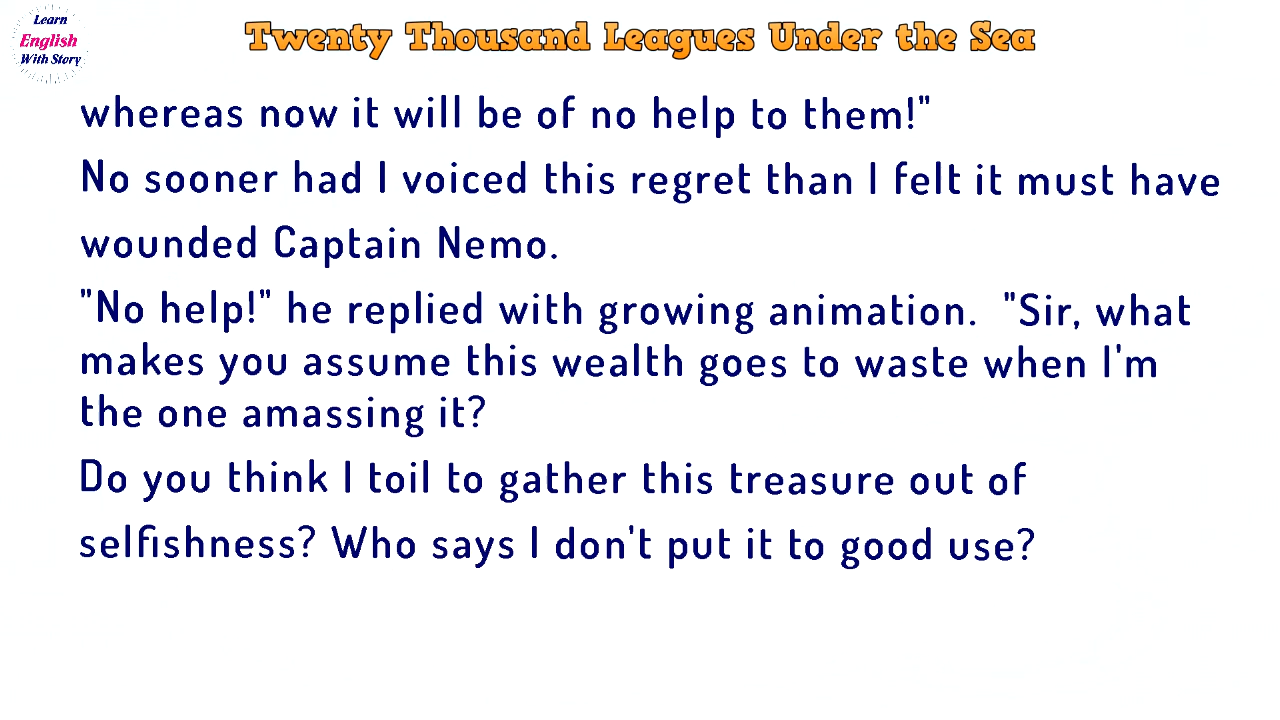 Learn
English
With Story
Twenty Thousand Leagues Under the Sea
whereas now it will be of no help to them!"
No sooner had I voiced this regret than I felt it must have
wounded Captain Nemo.
"No help!" he replied with growing animation.  "Sir, what
makes you assume this wealth goes to waste when I'm
the one amassing it?
Do you think I toil to gather this treasure out of
selfishness? Who says I don't put it to good use?